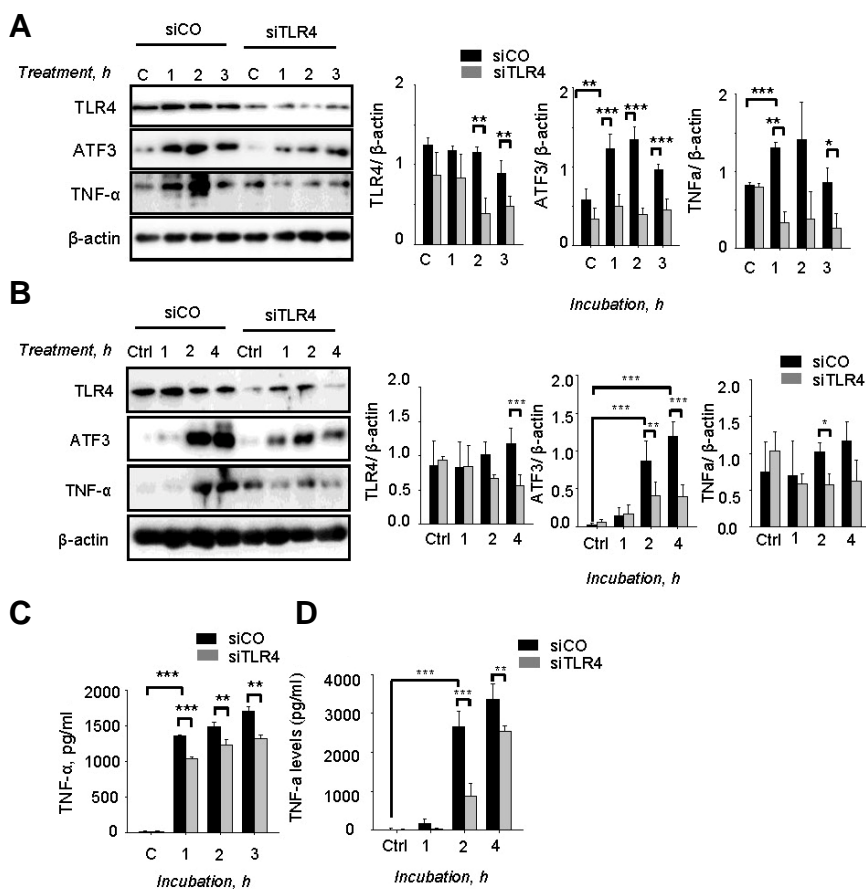 A
siCO siTLR4
Treatment, h C 1 2 3 C 1 2 3
TLR4
ATF3
TNF-α
β-actin
siCO
siTLR4
TLR4/ β-actin
2
1
0
**
**
C 1 2 3
ATF3/ β-actin
2
1
0
**
***
***
***
C 1 2 3
TNFa/ β-actin
2
1
0
***
**
*
C 1 2 3
Incubation, h
B
siCO siTLR4
Treatment, h Ctrl 1 2 4 Ctrl 1 2 4
TLR4
ATF3
TNF-α
β-actin
siCO
siTLR4
TLR4/ β-actin
2.0
1.5
1.0
0.5
0.0
***
Ctrl 1 2 4
ATF3/ β-actin
2.0
1.5
1.0
0.5
0.0
***
***
**
***
Ctrl 1 2 4
TNFa/ β-actin
2.0
1.5
1.0
0.5
0.0
*
Ctrl 1 2 4
Incubation, h
C
siCO
siTLR4
TNF-α, pg/ml
2000
1500
1000
500
0
***
***
**
**
C 1 2 3
Incubation, h
D
siCO
siTLR4
TNF-a levels (pg/ml)
4000
3000
2000
1000
0
***
***
**
Ctrl 1 2 4
Incubation, h